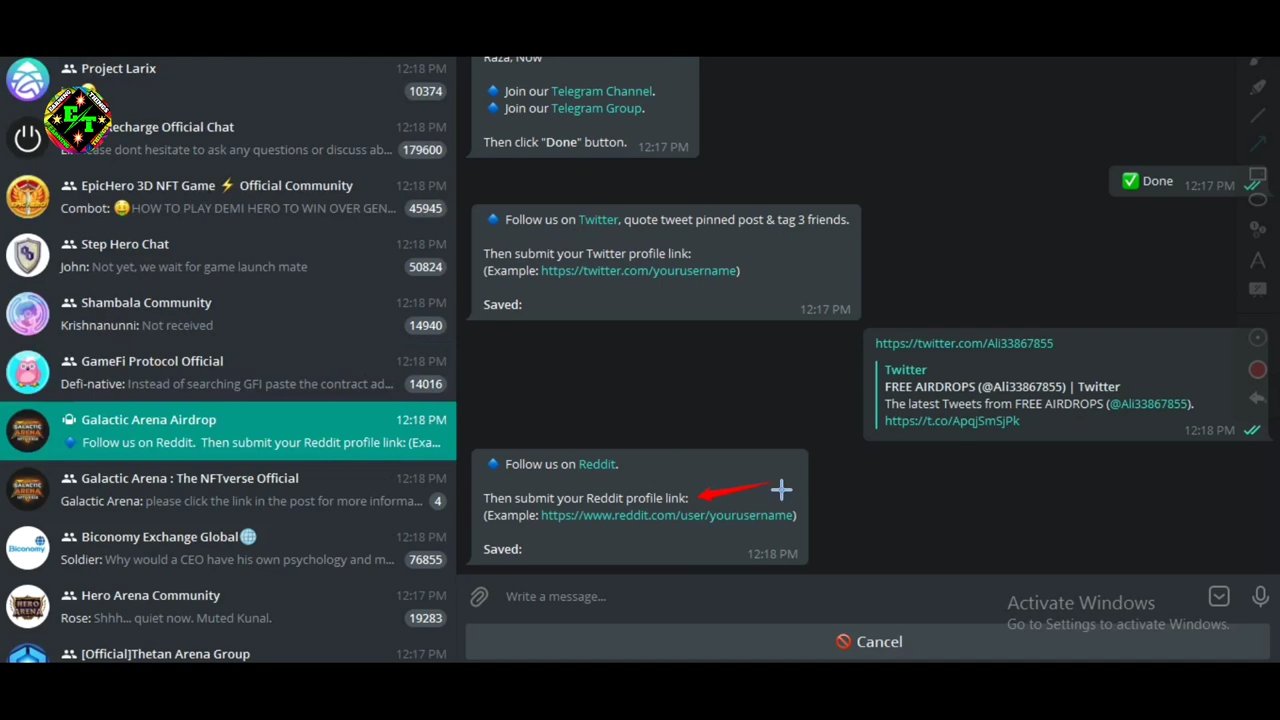 Project Larix
12:18 PM
10374
echarge Official Chat
12:18 PM
ase dont hesitate to ask any questions or discuss ab...
179600
EARNING
THINGS
ET
EpicHero 3D NFT Game ⚡ Official Community
12:18 PM
Combot: 🤑HOW TO PLAY DEMI HERO TO WIN OVER GEN...
45945
Step Hero Chat
12:18 PM
John: Not yet, we wait for game launch mate
50824
Shambala Community
12:18 PM
Krishnanunni: Not received
14940
GameFi Protocol Official
12:18 PM
Defi-native: Instead of searching GFI paste the contract ad...
14016
Galactic Arena Airdrop
12:18 PM
🔹 Follow us on Reddit. Then submit your Reddit profile link: (Exa...
Galactic Arena : The NFTverse Official
12:18 PM
Galactic Arena: please click the link in the post for more informa...
4
Biconomy Exchange Global🌐
12:18 PM
Soldier: Why would a CEO have his own psychology and m...
76855
Biconomy
Hero Arena Community
12:17 PM
Rose: Shhh... quiet now. Muted Kunal.
19283
[Official]Thetan Arena Group
12:17 PM
Raza, Now
🔹 Join our Telegram Channel.
🔹 Join our Telegram Group.
Then click "Done" button.
12:17 PM
✅ Done
12:17 PM
🔹 Follow us on Twitter, quote tweet pinned post & tag 3 friends.
Then submit your Twitter profile link:
(Example: https://twitter.com/yourusername)
Saved:
12:17 PM
https://twitter.com/Ali33867855
Twitter
FREE AIRDROPS (@Ali33867855) | Twitter
The latest Tweets from FREE AIRDROPS (@Ali33867855).
https://t.co/ApqjSmSjPk
12:18 PM
🔹 Follow us on Reddit.
Then submit your Reddit profile link:
(Example: https://www.reddit.com/user/yourusername)
Saved:
12:18 PM
Write a message...
Activate Windows
Go to Settings to activate Windows.
🚫 Cancel